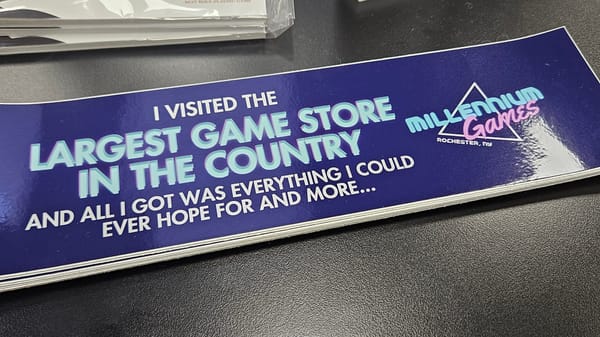 I VISITED THE
LARGEST GAME STORE
IN THE COUNTRY
AND ALL I GOT WAS EVERYTHING I COULD
EVER HOPE FOR AND MORE...
MILLENNIUM
Games
ROCHESTER, NY